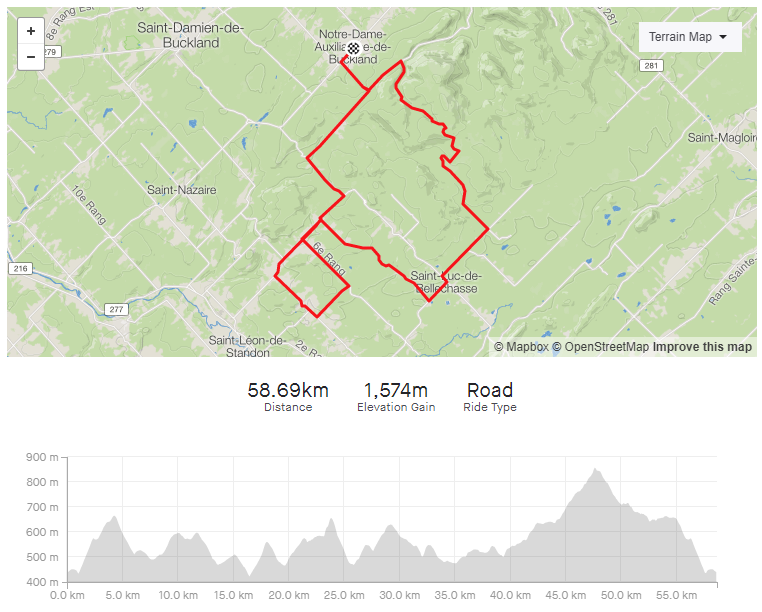 +
−
Saint-Damien-de-
Buckland
8e Rang Es
279
Notre-Dame-
Auxilia e-de-
Buckland
281
Terrain Map
281
Saint-Magloir
Saint-Nazaire
10e Rang
6e Rang
216
277
Saint-Luc-de-
Bellechasse
Rang Sainte-
Saint-Léon-de-
Standon
2e R
© Mapbox © OpenStreetMap Improve this map
58.69km
1,574m
Road
Distance
Elevation Gain
Ride Type
900 m
800 m
700 m
600 m
500 m
400 m
0.0 km
5.0 km
10.0 km
15.0 km
20.0 km
25.0 km
30.0 km
35.0 km
40.0 km
45.0 km
50.0 km
55.0 km